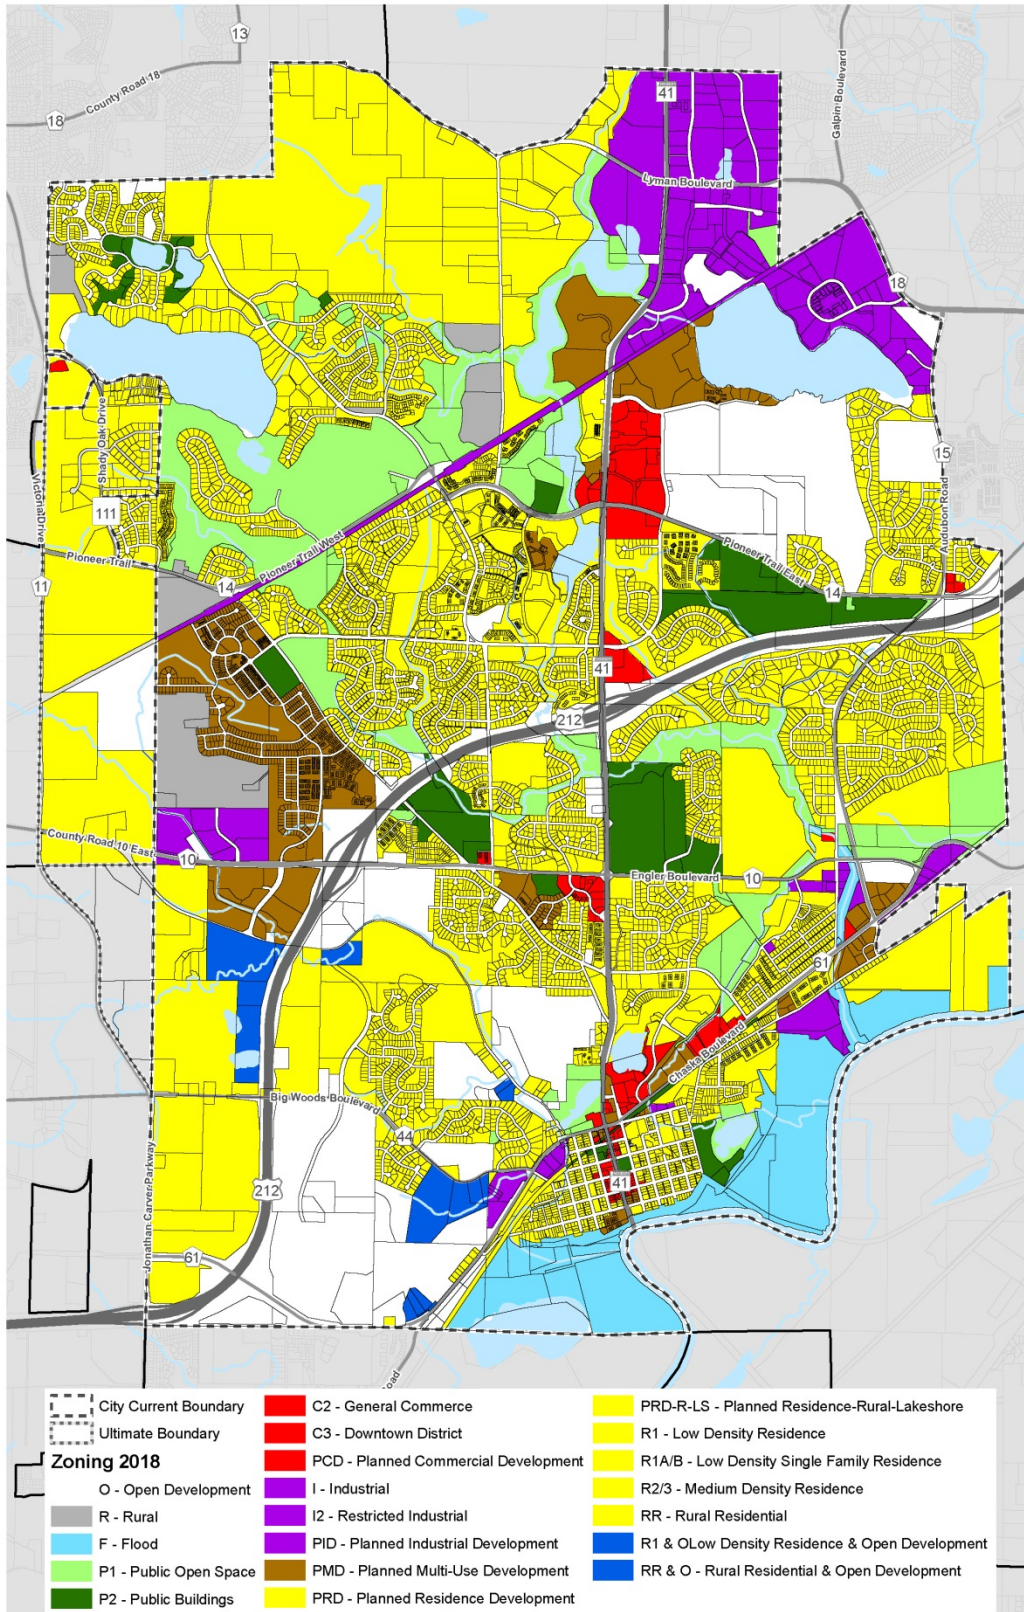 13
County Road 18
18
41
Galpin Boulevard
Lyman Boulevard
18
Shady Oak Drive
15
Victoria Drive
111
Audubon Road
Pioneer Trail
Pioneer Trail West
Pioneer Trail East
11
14
14
41
212
County Road 10 East
10
Engler Boulevard
10
61
Chaska Boulevard
Big Woods Boulevard
44
41
212
Jonathan Carver Parkway
61
City Current Boundary
Ultimate Boundary
Zoning 2018
O - Open Development
R - Rural
F - Flood
P1 - Public Open Space
P2 - Public Buildings
C2 - General Commerce
C3 - Downtown District
PCD - Planned Commercial Development
I - Industrial
I2 - Restricted Industrial
PID - Planned Industrial Development
PMD - Planned Multi-Use Development
PRD - Planned Residence Development
PRD-R-LS - Planned Residence-Rural-Lakeshore
R1 - Low Density Residence
R1A/B - Low Density Single Family Residence
R2/3 - Medium Density Residence
RR - Rural Residential
R1 & OLow Density Residence & Open Development
RR & O - Rural Residential & Open Development